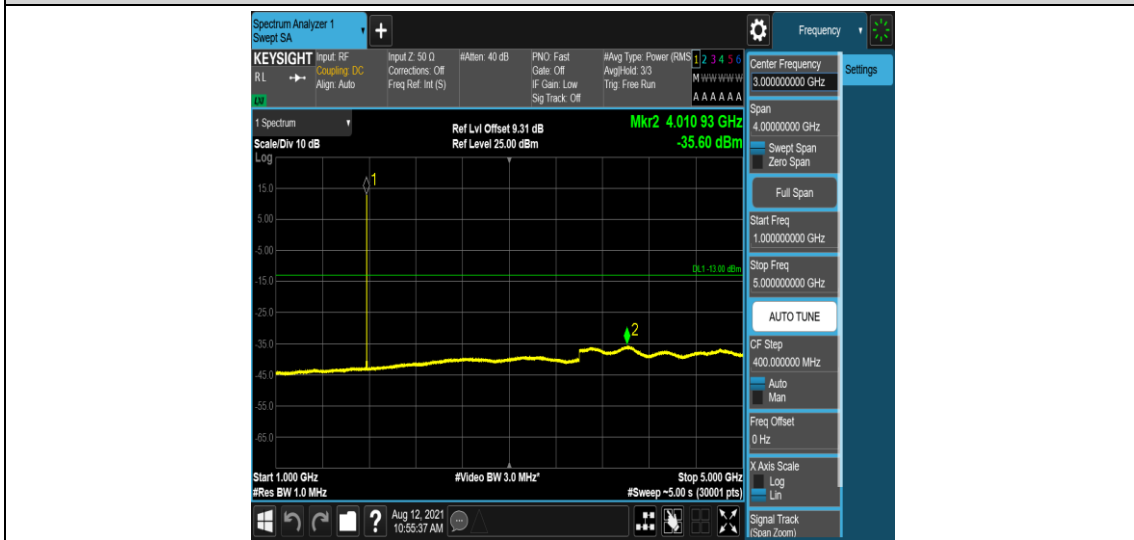 Spectrum Analyzer 1
Swept SA
+
Frequency
KEYSIGHT
RL
LXI
Input: RF
Coupling: DC
Align: Auto
Input Z: 50 Ω
Corrections: Off
Freq Ref: Int (S)
#Atten: 40 dB
PNO: Fast
Gate: Off
IF Gain: Low
Sig Track: Off
#Avg Type: Power (RMS
Avg|Hold: 3/3
Trig: Free Run
1 2 3 4 5 6
M W W W W W
A A A A A A
1 Spectrum
Scale/Div 10 dB
Log
Ref Lvl Offset 9.31 dB
Ref Level 25.00 dBm
Mkr2 4.010 93 GHz
-35.60 dBm
15.0
5.00
-5.00
-15.0
-25.0
-35.0
-45.0
-55.0
-65.0
1
DL1 -13.00 dBm
2
Start 1.000 GHz
#Res BW 1.0 MHz
#Video BW 3.0 MHz*
Stop 5.000 GHz
#Sweep ~5.00 s (30001 pts)
?
Aug 12, 2021
10:55:37 AM
Center Frequency
3.000000000 GHz
Settings
Span
4.00000000 GHz
Swept Span
Zero Span
Full Span
Start Freq
1.000000000 GHz
Stop Freq
5.000000000 GHz
AUTO TUNE
CF Step
400.000000 MHz
Auto
Man
Freq Offset
0 Hz
X Axis Scale
Log
Lin
Signal Track
(Span Zoom)